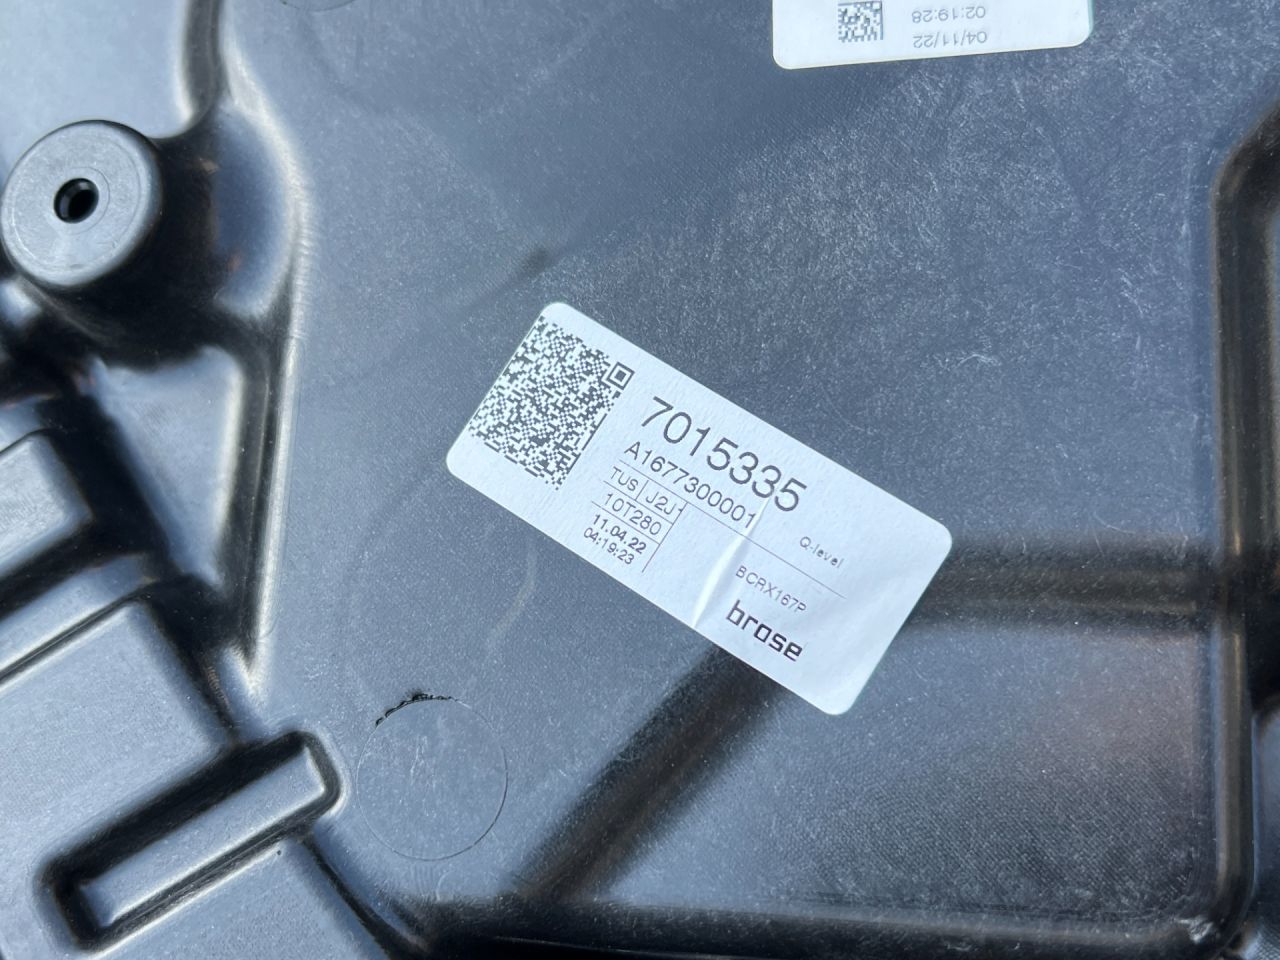 04/11/22
02:19:28
7015335
A1677300001
TUS J2J1
10T280
11.04.22
04:19:23
Q-level
BCRX167P
brose